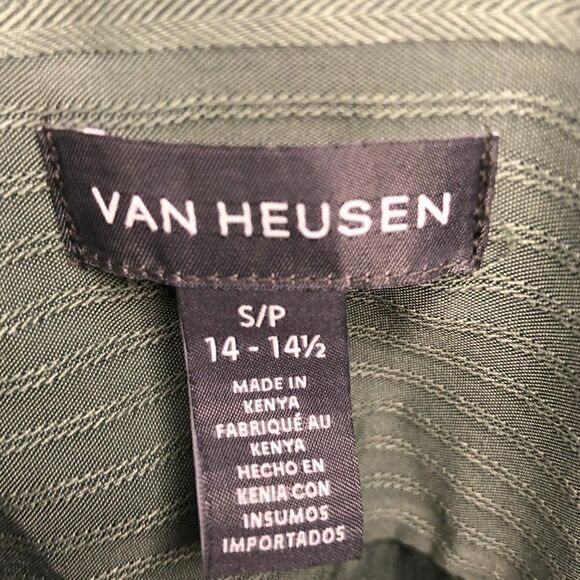 VAN HEUSEN
S/P
14 - 14½
MADE IN
KENYA
FABRIQUÉ AU
KENYA
HECHO EN
KENIA CON
INSUMOS
IMPORTADOS